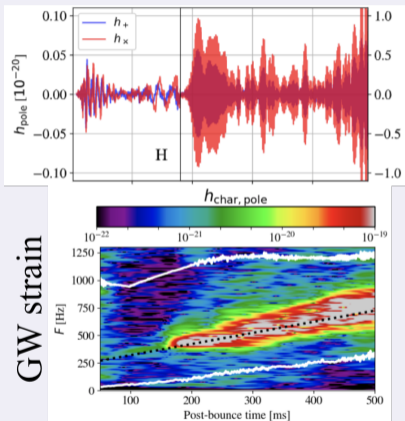 h₊
hₓ
h_pole [10⁻²⁰]
0.10
0.05
0.00
−0.05
−0.10
1.0
0.5
0.0
−0.5
−1.0
H
GW strain
h_char, pole
10⁻²² 10⁻²¹ 10⁻²⁰ 10⁻¹⁹
F [Hz]
1250
1000
750
500
250
0
100 200 300 400 500
Post-bounce time [ms]